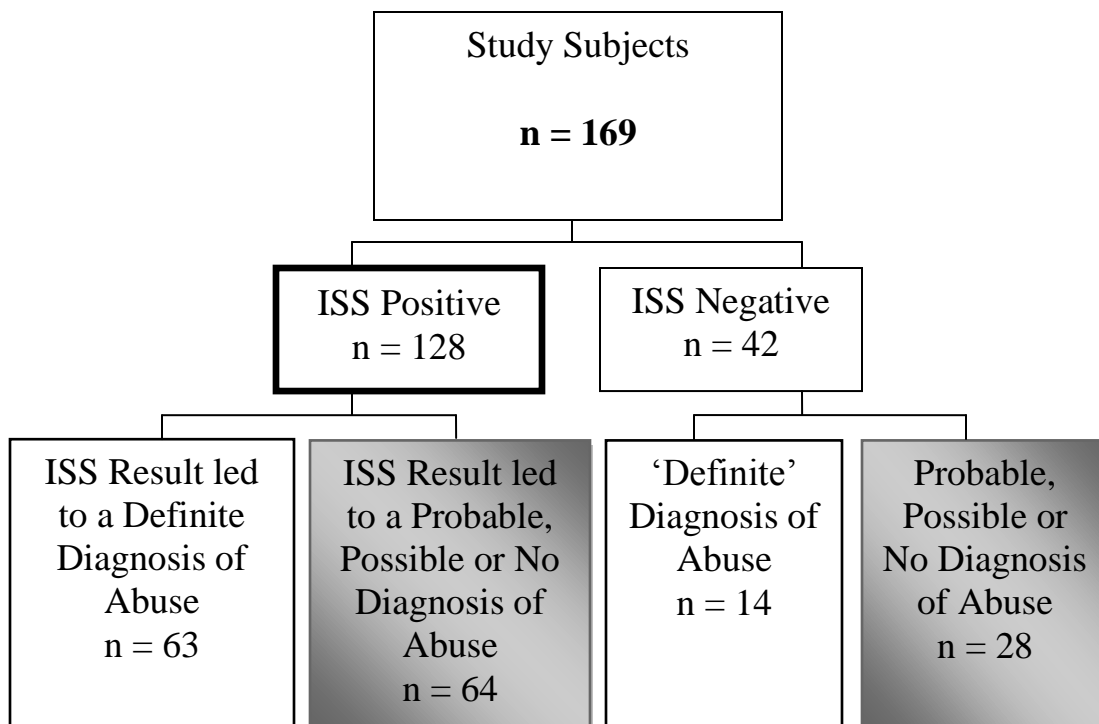 Study Subjects
n = 169
ISS Positive
n = 128
ISS Negative
n = 42
ISS Result led
to a Definite
Diagnosis of
Abuse
n = 63
ISS Result led
to a Probable,
Possible or No
Diagnosis of
Abuse
n = 64
‘Definite’
Diagnosis of
Abuse
n = 14
Probable,
Possible or
No Diagnosis
of Abuse
n = 28